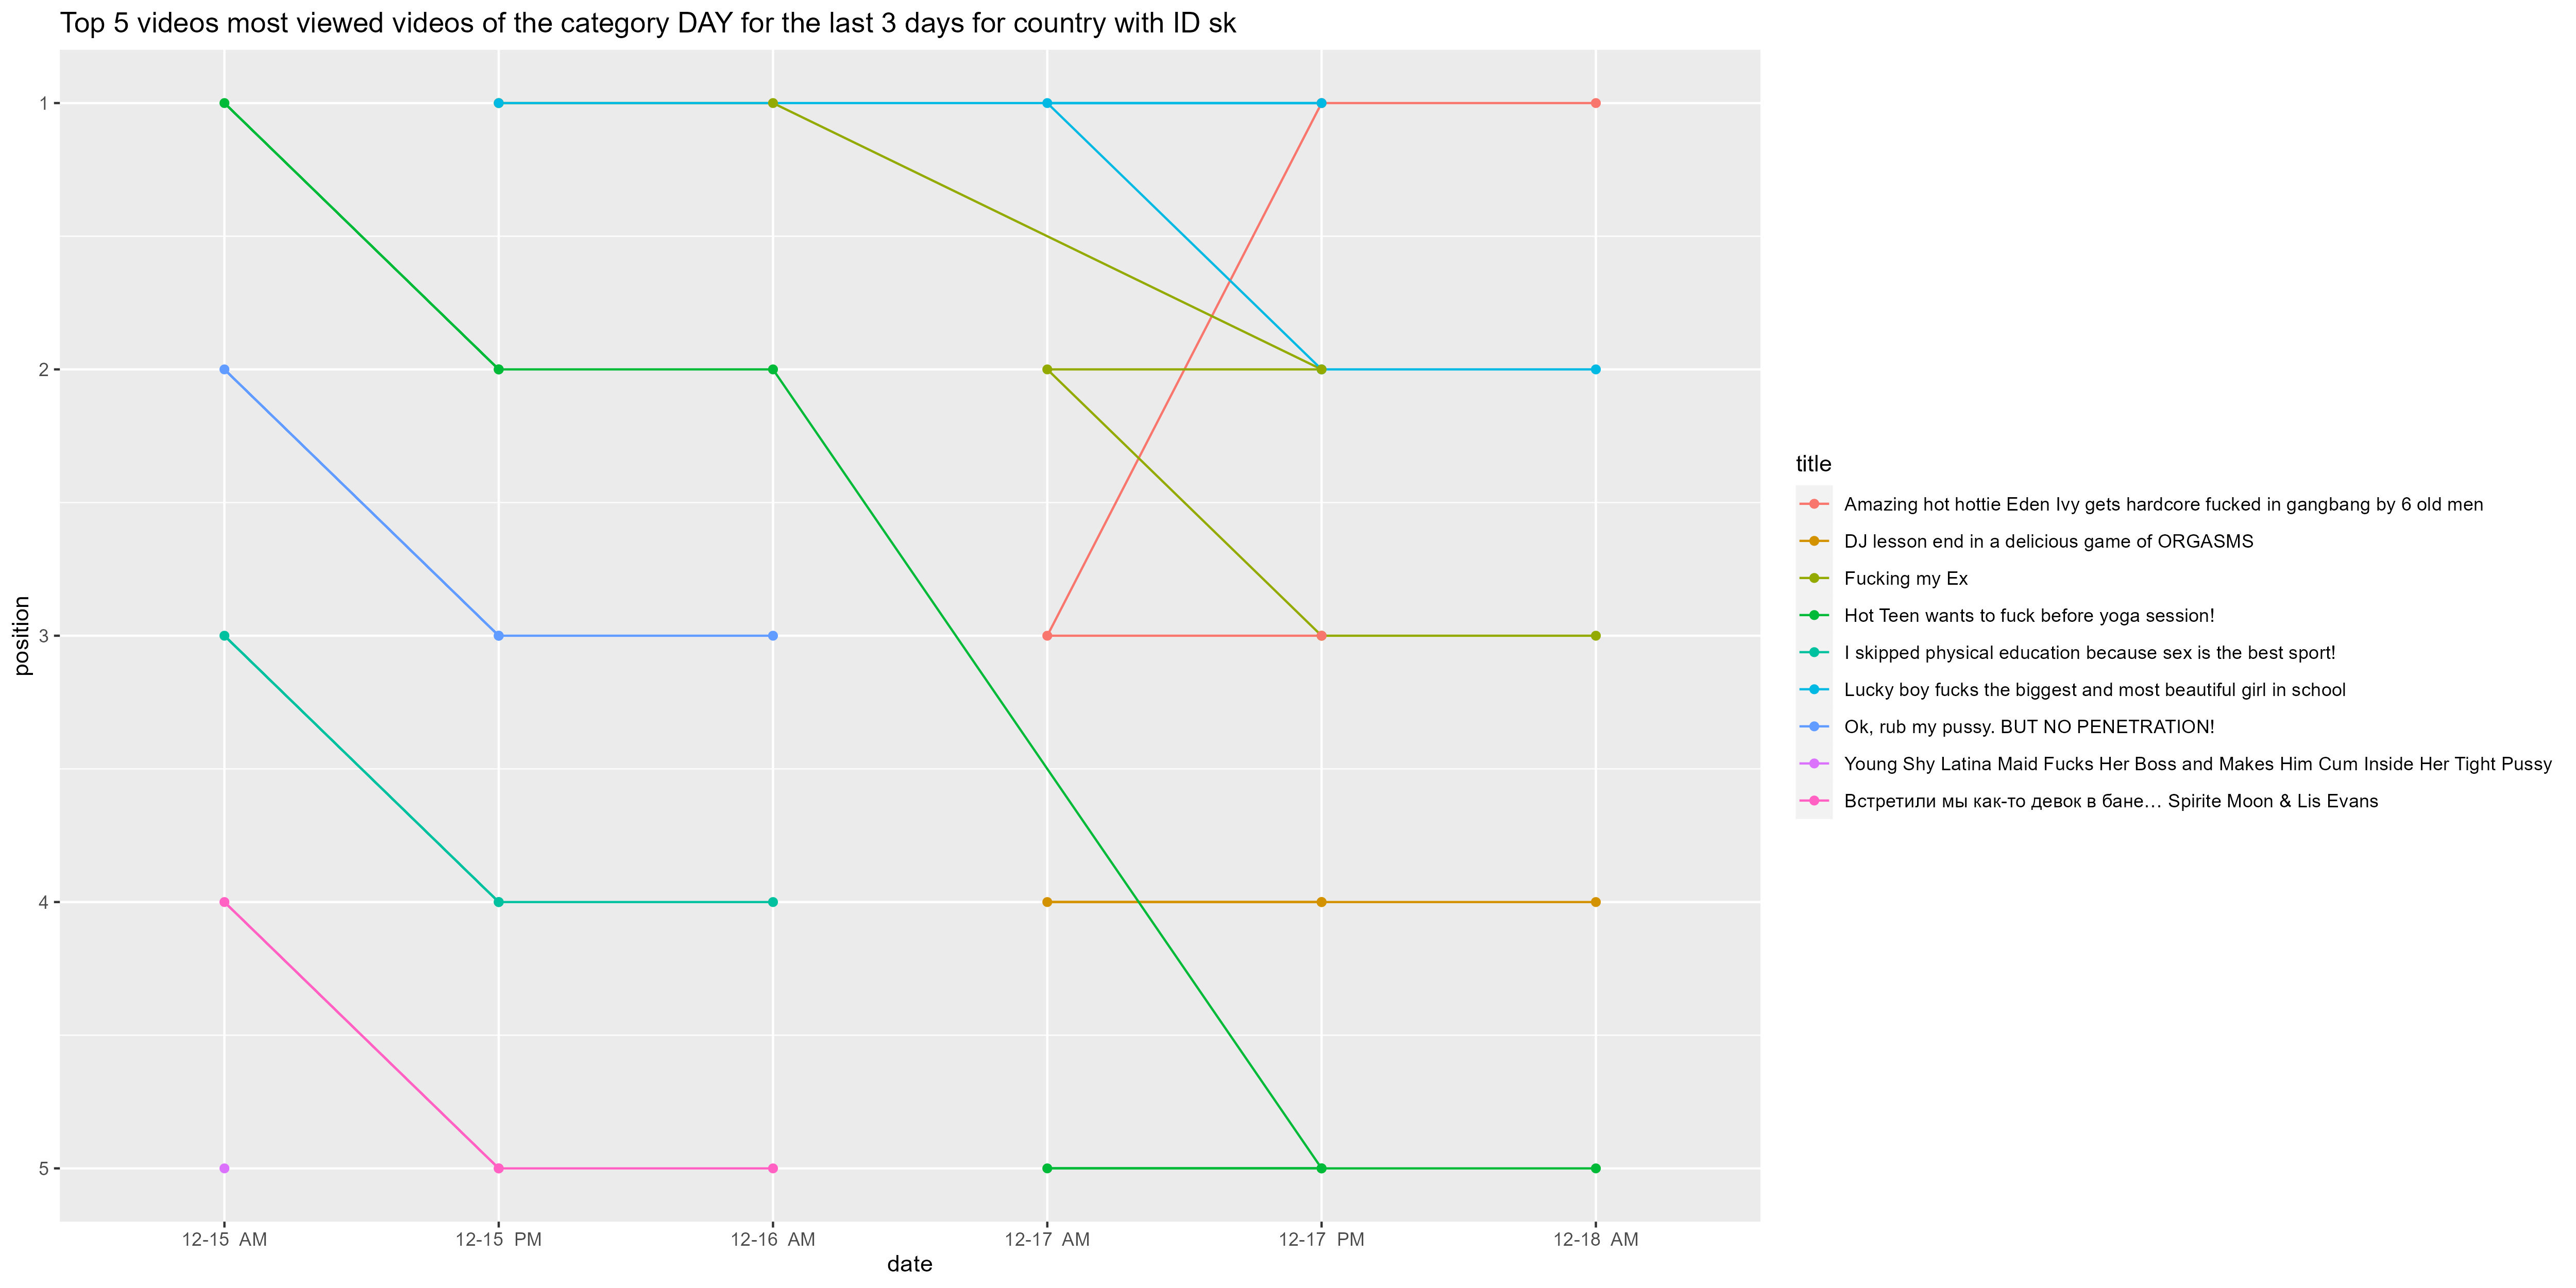 Top 5 videos most viewed videos of the category DAY for the last 3 days for country with ID sk
position
1
2
3
4
5
12-15 AM
12-15 PM
12-16 AM
12-17 AM
12-17 PM
12-18 AM
date
title
Amazing hot hottie Eden Ivy gets hardcore fucked in gangbang by 6 old men
DJ lesson end in a delicious game of ORGASMS
Fucking my Ex
Hot Teen wants to fuck before yoga session!
I skipped physical education because sex is the best sport!
Lucky boy fucks the biggest and most beautiful girl in school
Ok, rub my pussy. BUT NO PENETRATION!
Young Shy Latina Maid Fucks Her Boss and Makes Him Cum Inside Her Tight Pussy
Встретили мы как-то девок в бане… Spirite Moon & Lis Evans